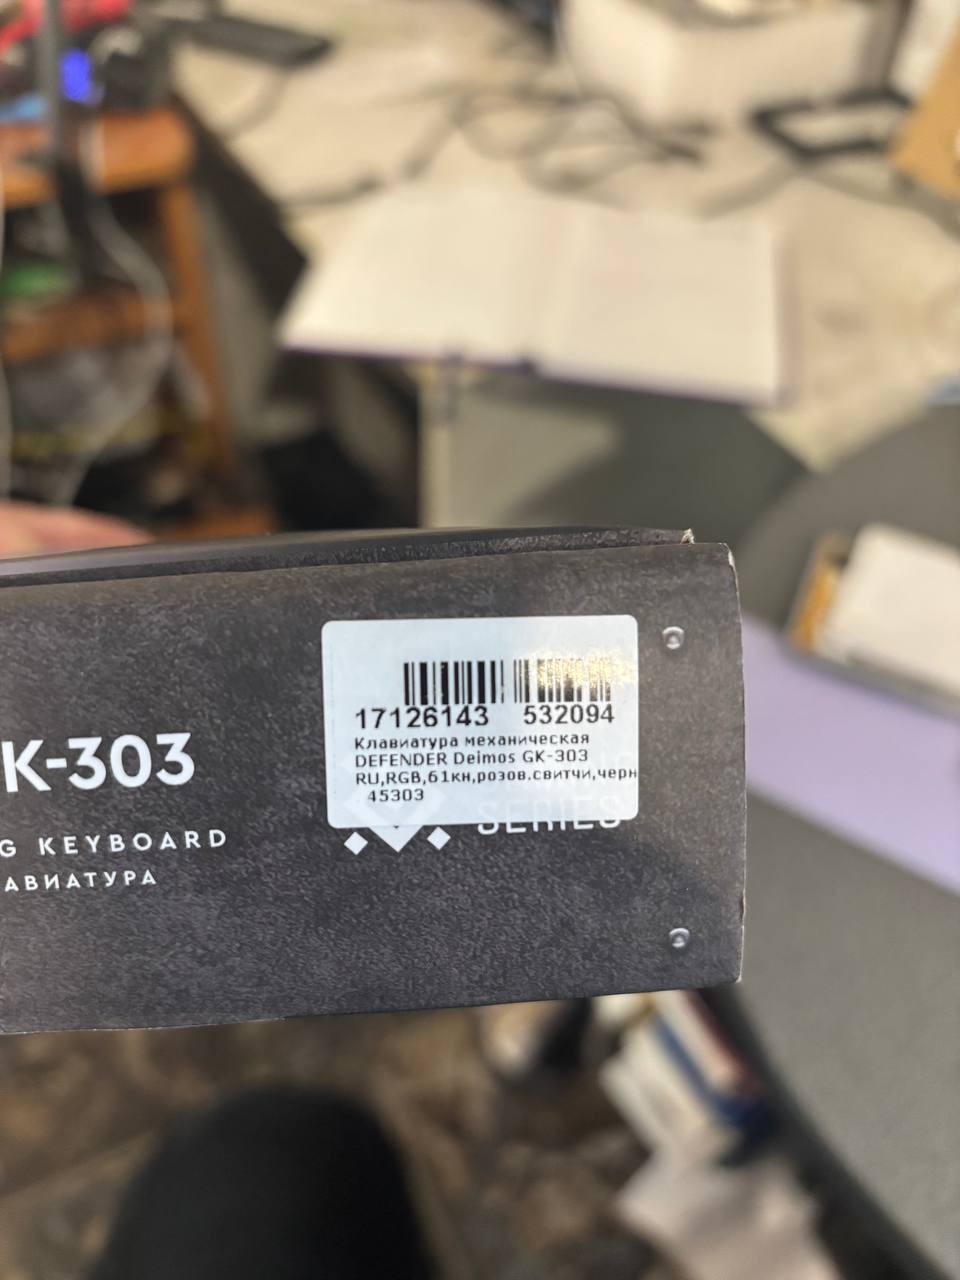 K-303
G KEYBOARD
АВИАТУРА
17126143 532094
Клавиатура механическая
DEFENDER Deimos GK-303
RU,RGB,61кн,розов.свитчи,черн
45303
SERIES